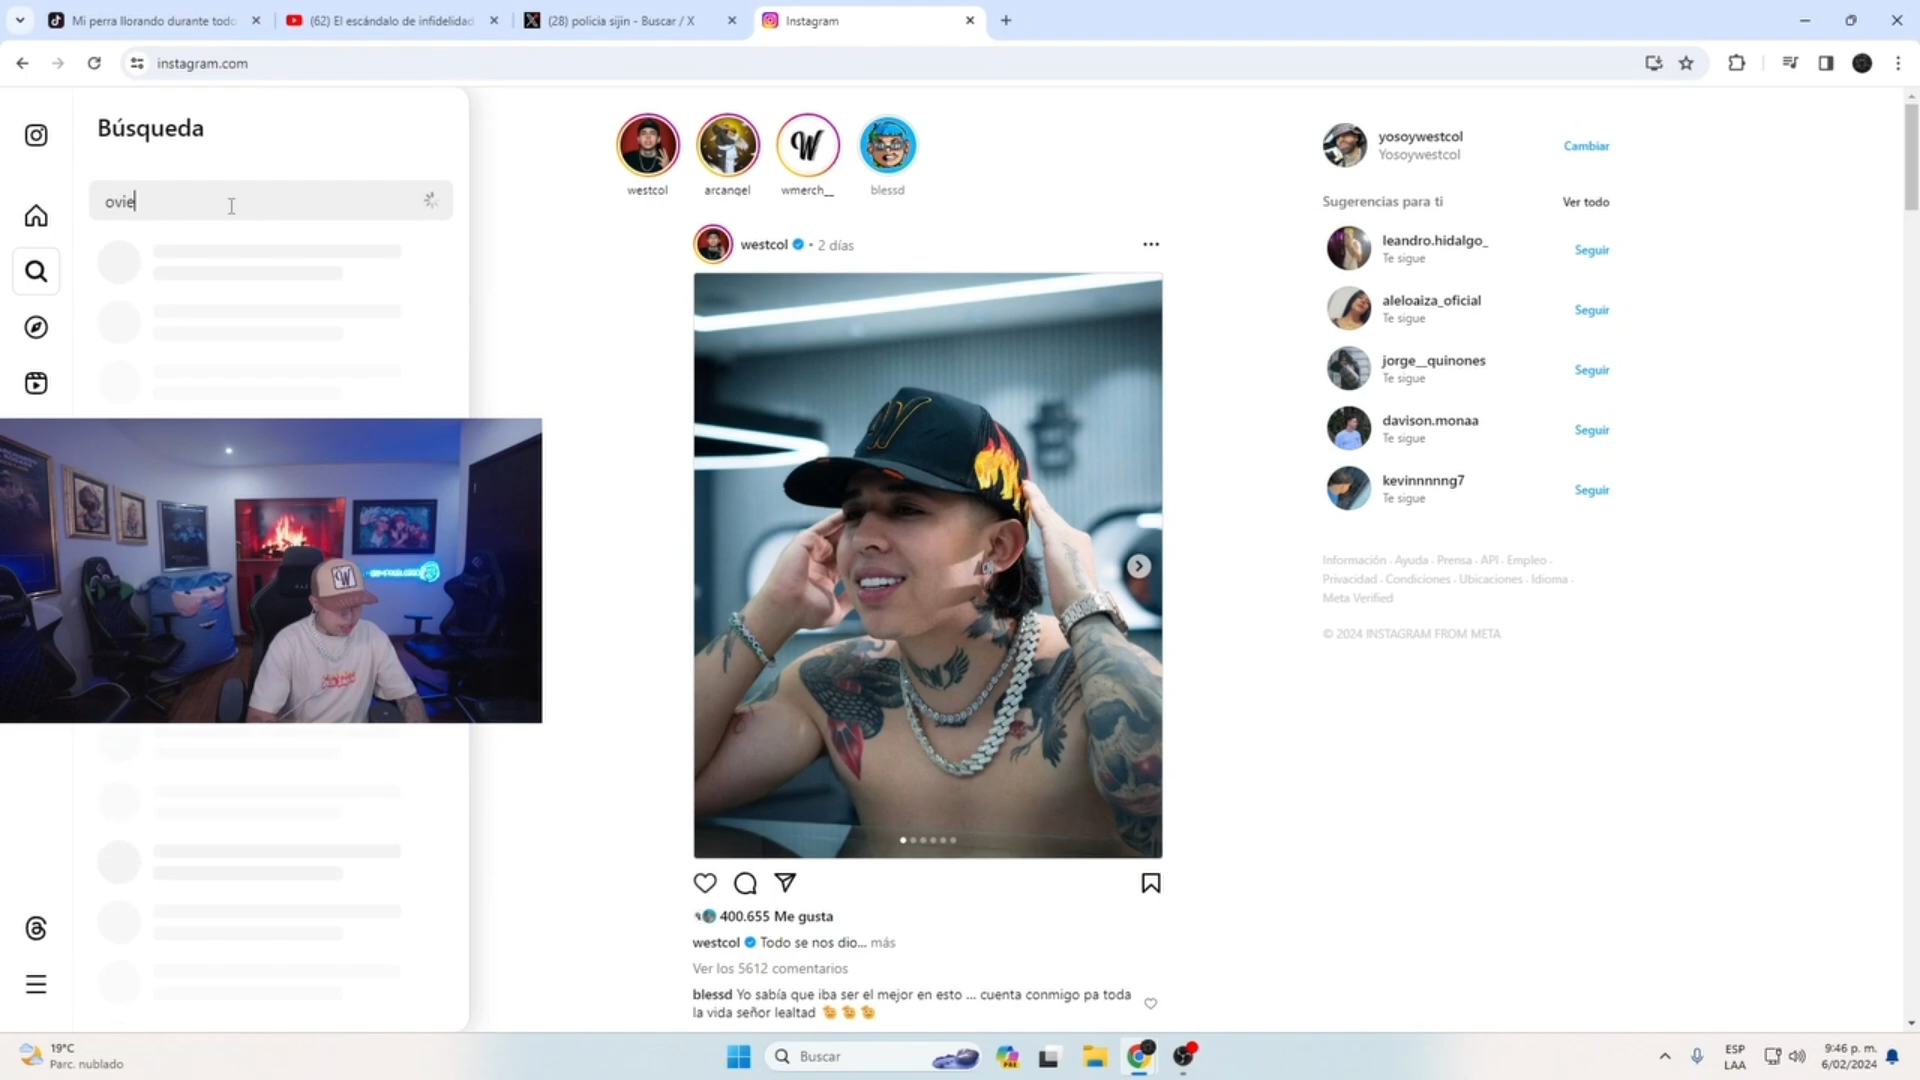 Mi perra llorando durante todo
(62) El escándalo de infidelidad
(28) policia sijin - Buscar / X
Instagram
instagram.com
Búsqueda
ovie
westcol
arcanqel
wmerch__
blessd
westcol • 2 días
yosoywestcol
Yosoywestcol
Cambiar
Sugerencias para ti
Ver todo
leandro.hidalgo_
Te sigue
Seguir
aleloaiza_oficial
Te sigue
Seguir
jorge__quinones
Te sigue
Seguir
davison.monaa
Te sigue
Seguir
kevinnnnng7
Te sigue
Seguir
Información · Ayuda · Prensa · API · Empleo ·
Privacidad · Condiciones · Ubicaciones · Idioma ·
Meta Verified
© 2024 INSTAGRAM FROM META
W
400.655 Me gusta
westcol Todo se nos dio... más
Ver los 5612 comentarios
blessd Yo sabía que iba ser el mejor en esto ... cuenta conmigo pa toda
la vida señor lealtad 🫡🫡🫡
19°C
Parc. nublado
Buscar
PRE
ESP
LAA
9:46 p. m.
6/02/2024